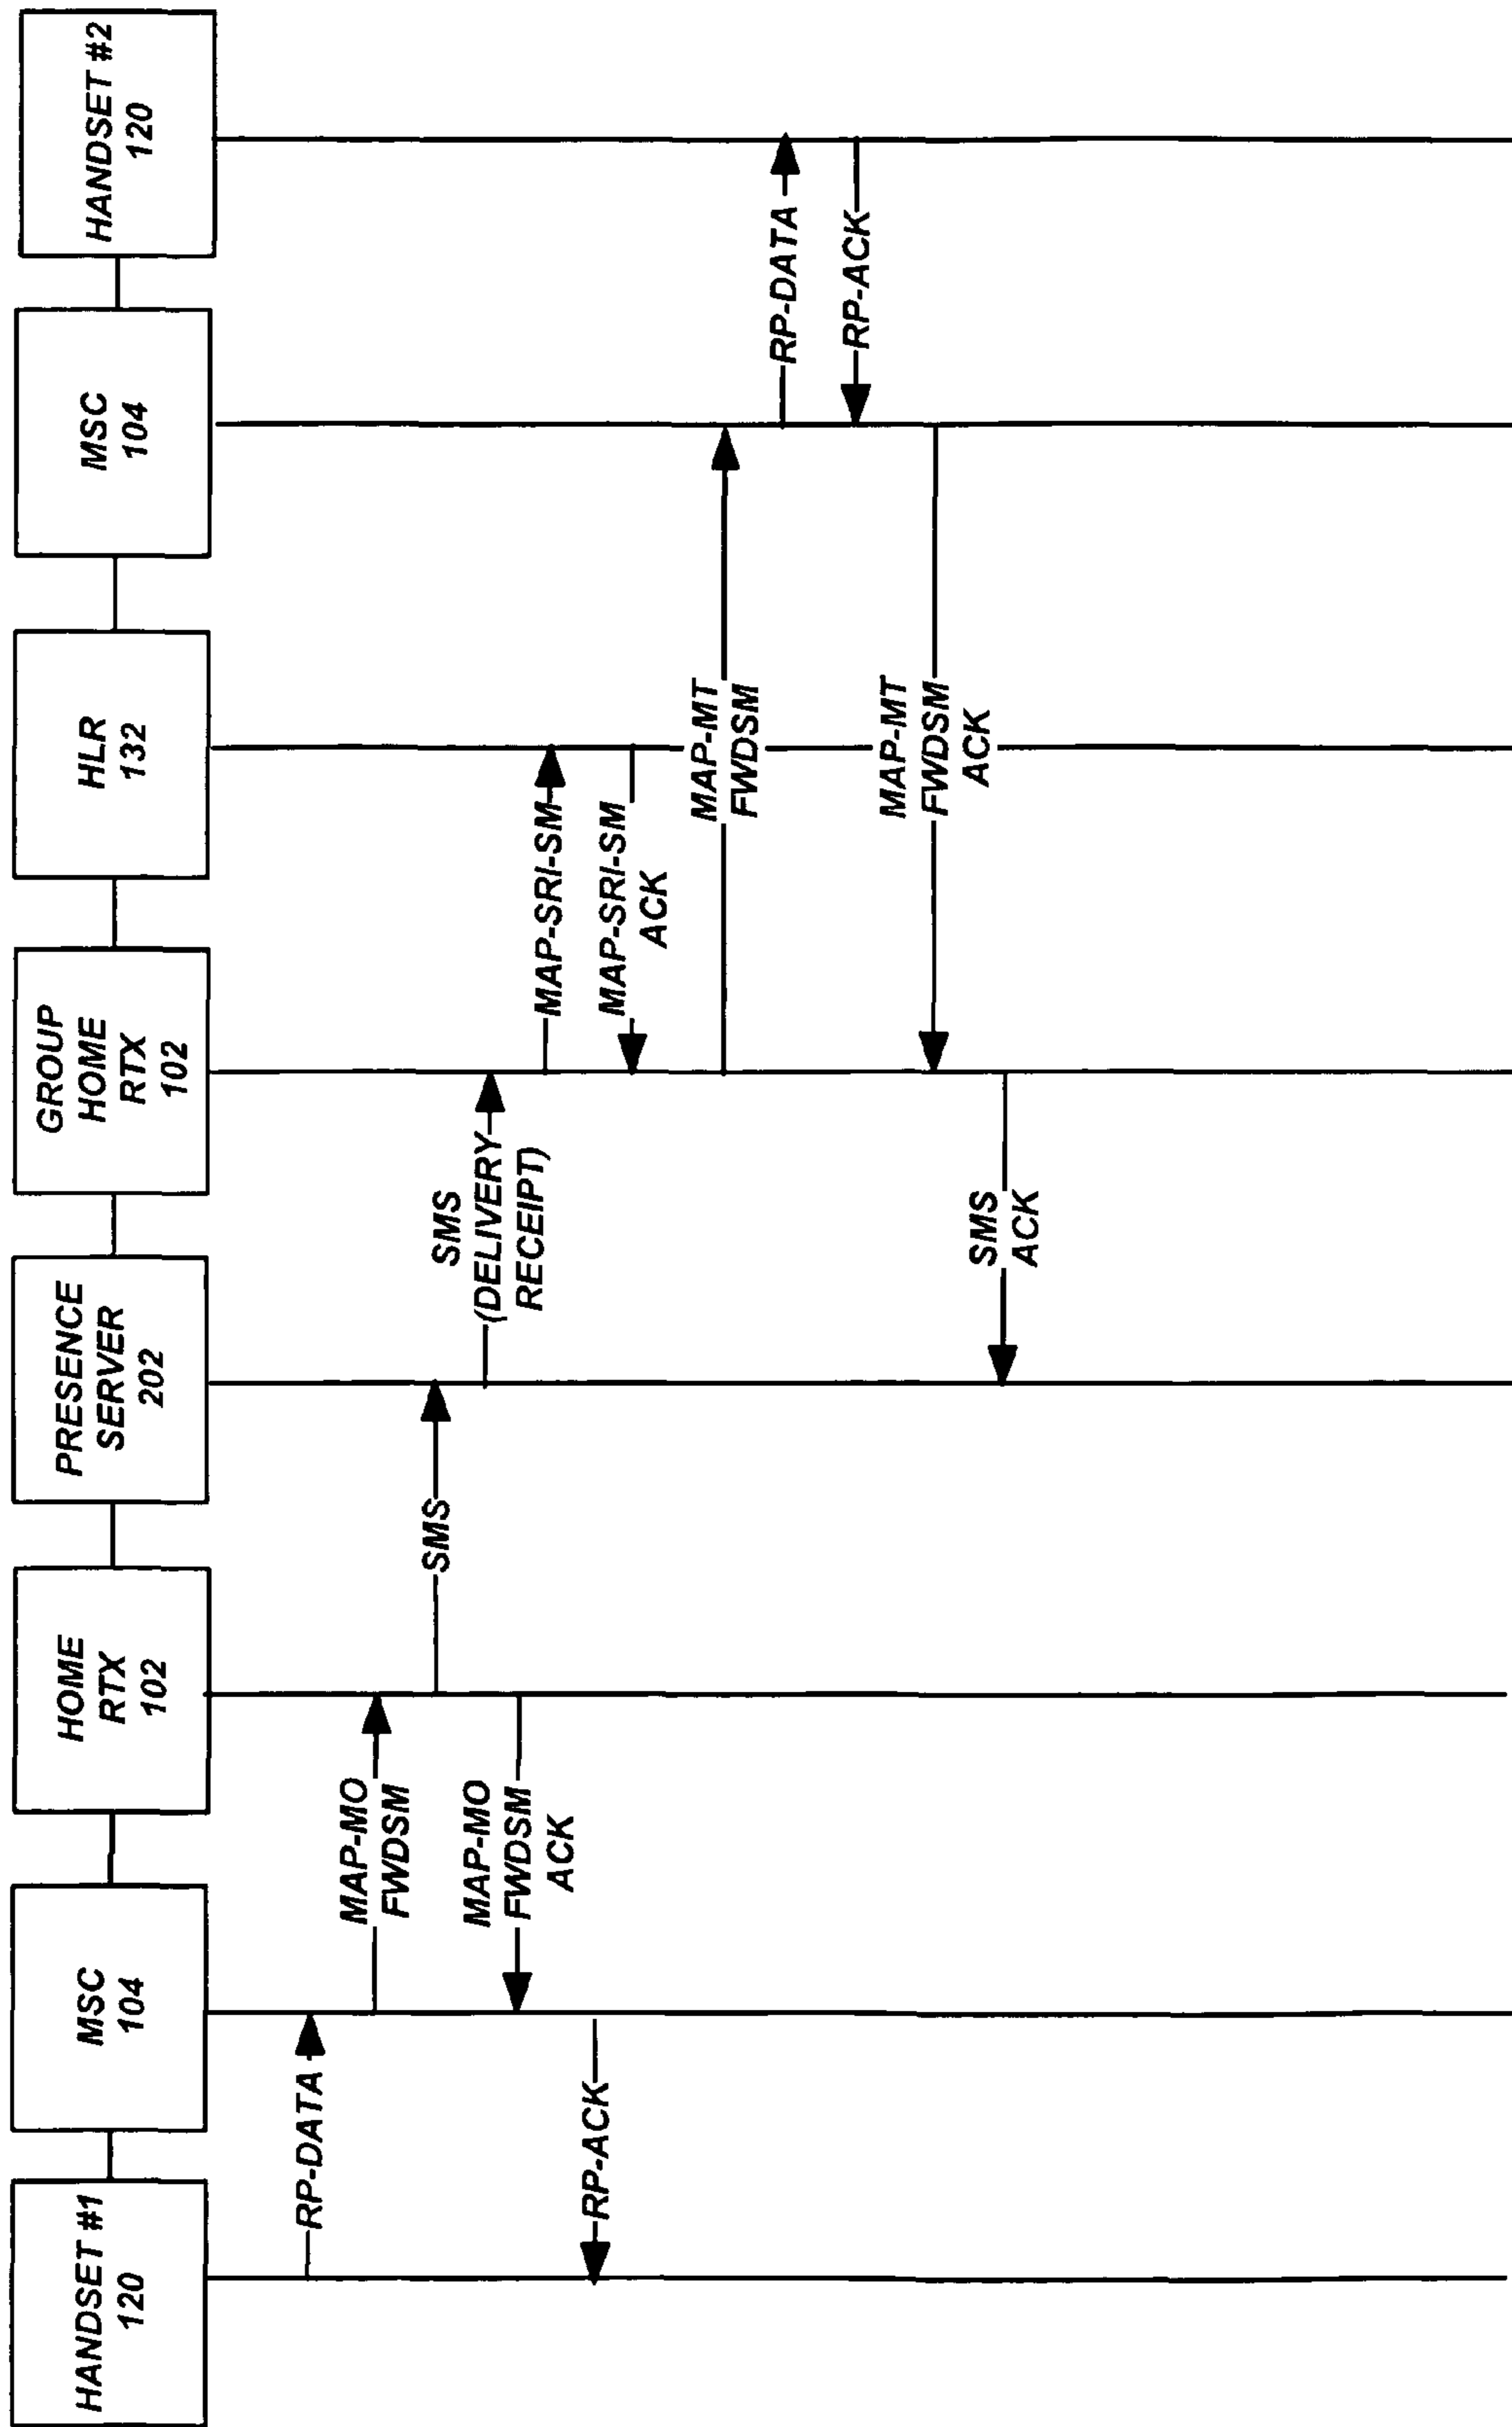 HANDSET #1
120
MSC
104
HOME
RTX
102
PRESENCE
SERVER
202
GROUP
HOME
RTX
102
HLR
132
MSC
104
HANDSET #2
120
RP-DATA
MAP-MO
FWDSM
SMS
SMS
(DELIVERY
RECEIPT)
MAP-MO
FWDSM
ACK
MAP-SRI-SM
RP-ACK
MAP-SRI-SM
ACK
MAP-MT
FWDSM
RP-DATA
RP-ACK
MAP-MT
FWDSM
ACK
SMS
ACK